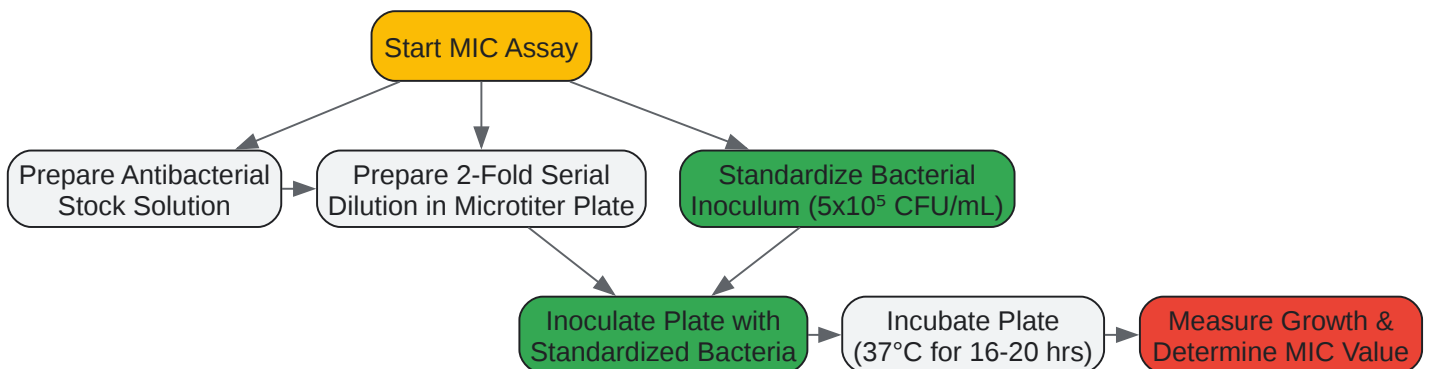 Start MIC Assay
Prepare Antibacterial
Stock Solution
Prepare 2-Fold Serial
Dilution in Microtiter Plate
Standardize Bacterial
Inoculum (5x10⁵ CFU/mL)
Inoculate Plate with
Standardized Bacteria
Incubate Plate
(37°C for 16-20 hrs)
Measure Growth &
Determine MIC Value